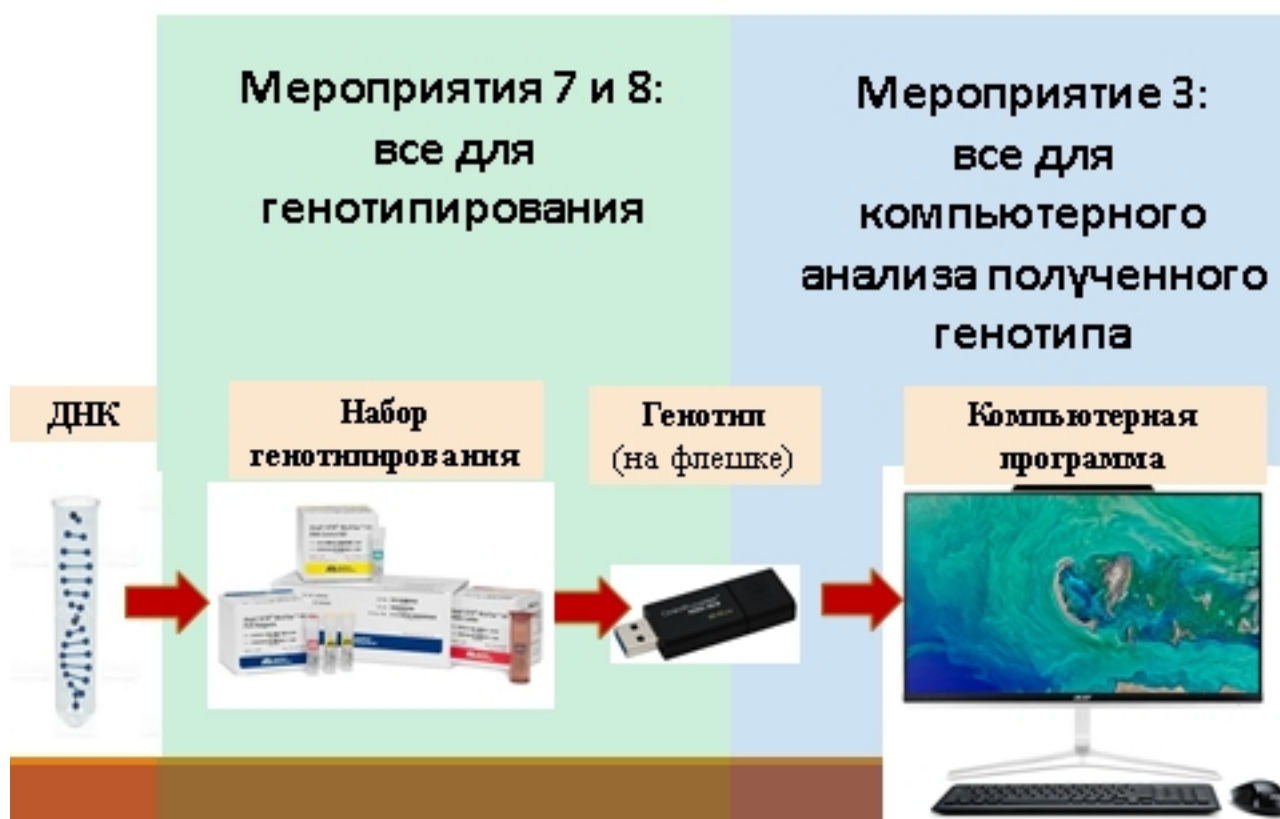 Мероприятия 7 и 8:
все для
генотипирования
Мероприятие 3:
все для
компьютерного
анализа полученного
генотипа
ДНК
Набор
генотипирования
Генотип
(на флешке)
Компьютерная
программа
acer